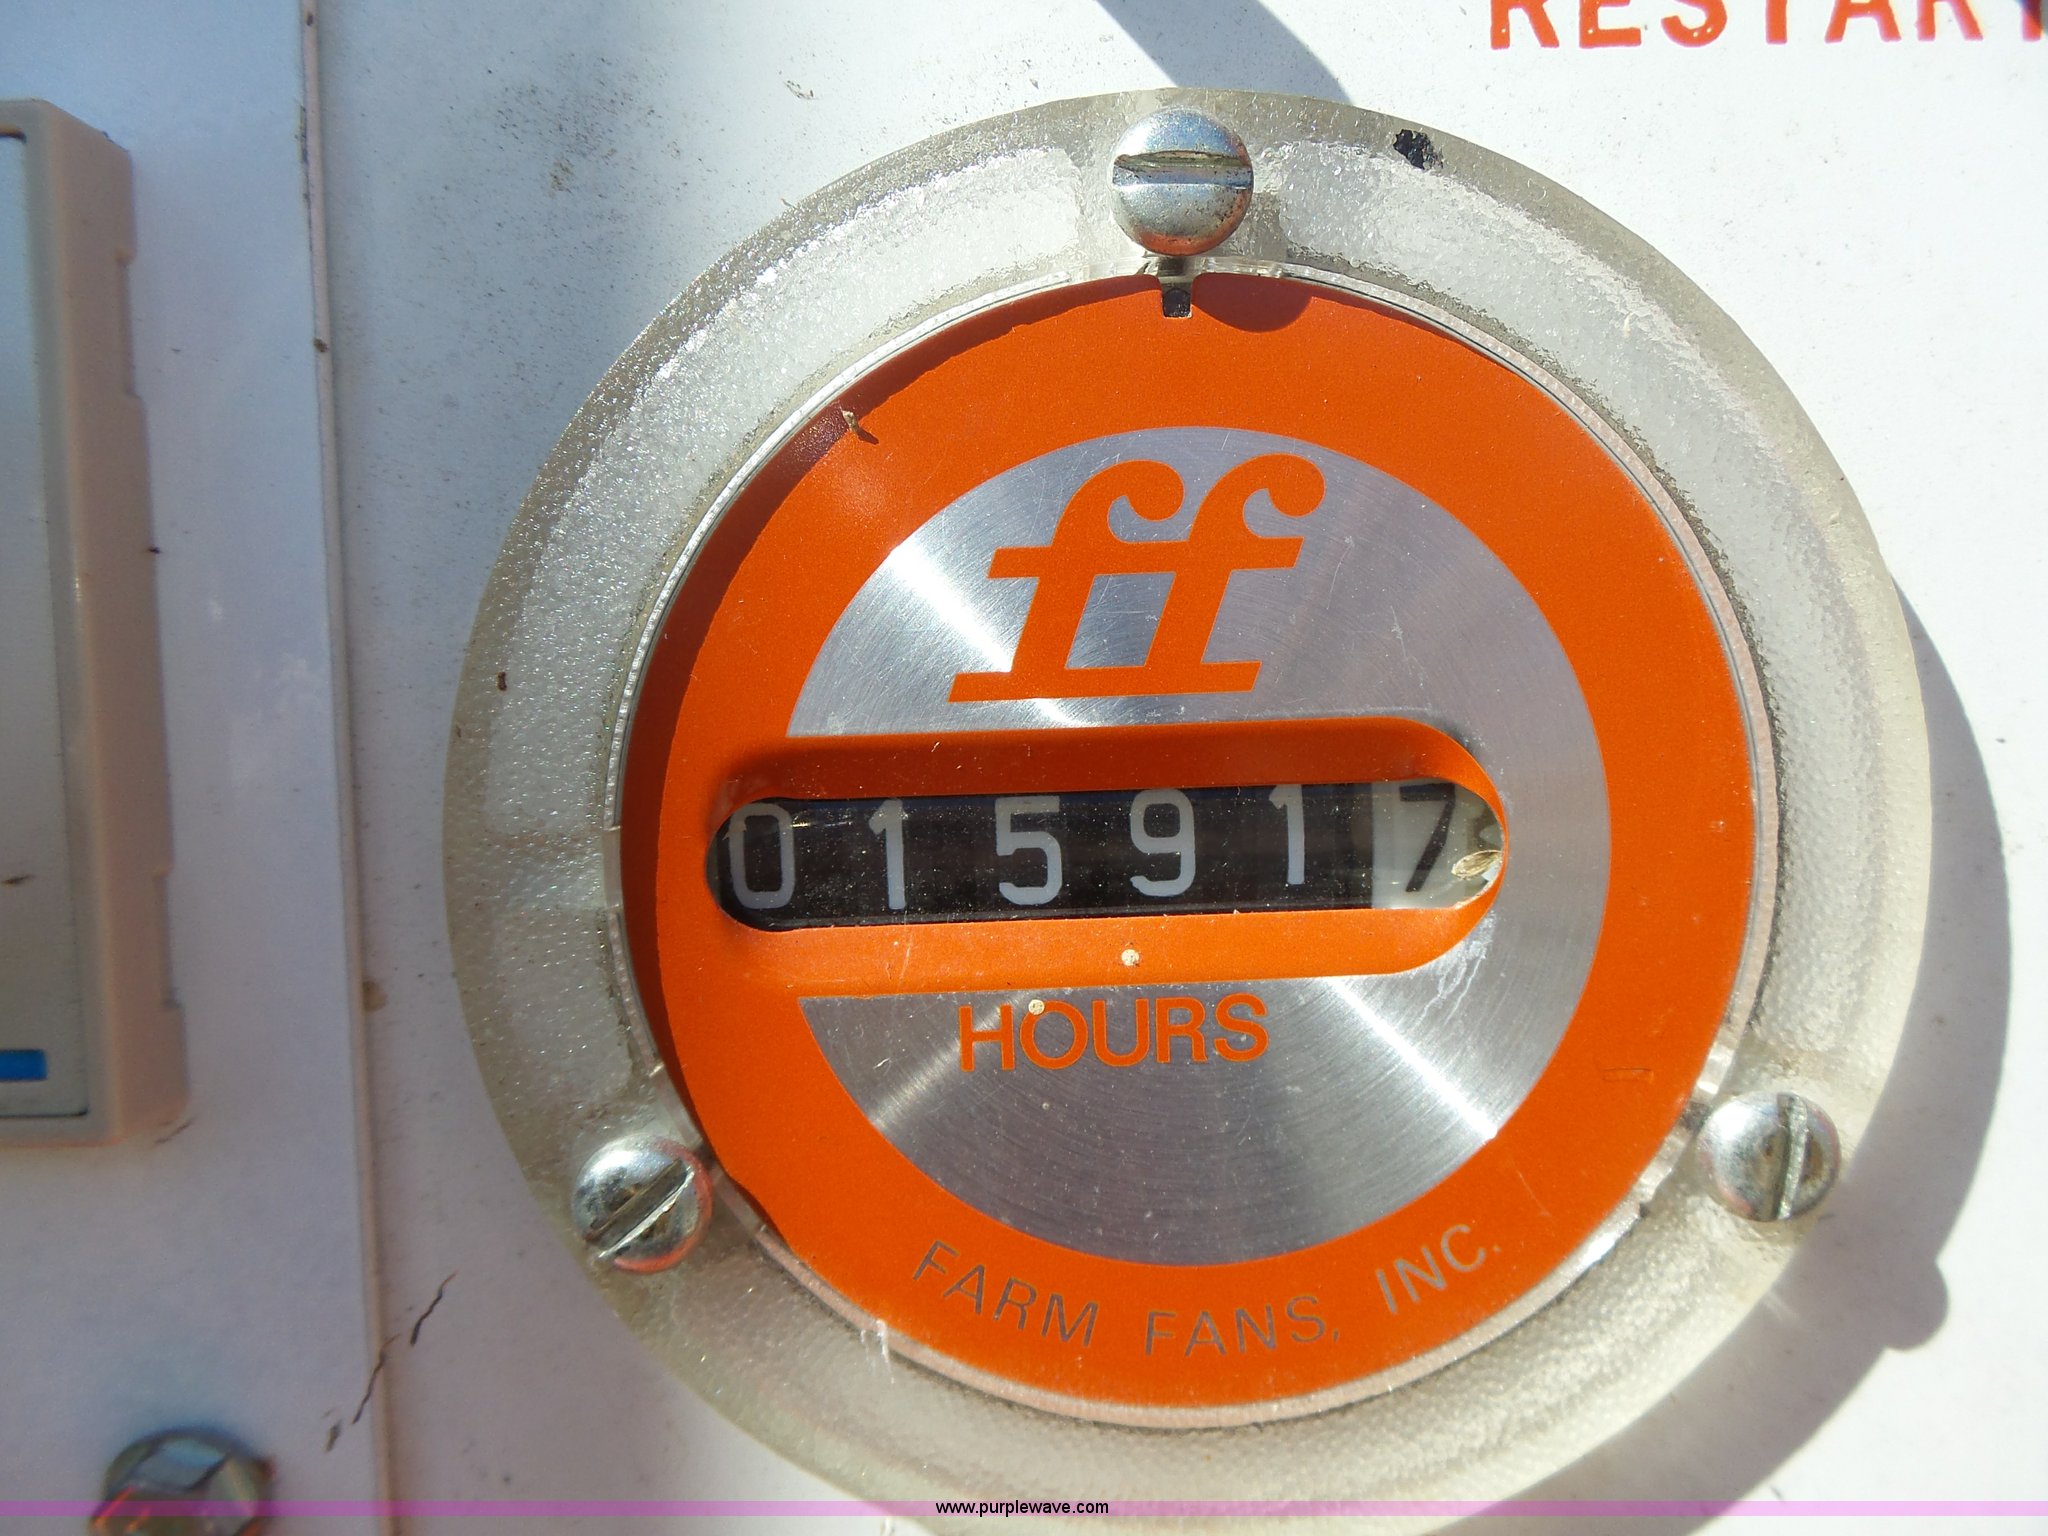 RESTART
ff
015917
HOURS
FARM FANS, INC.
www.purplewave.com